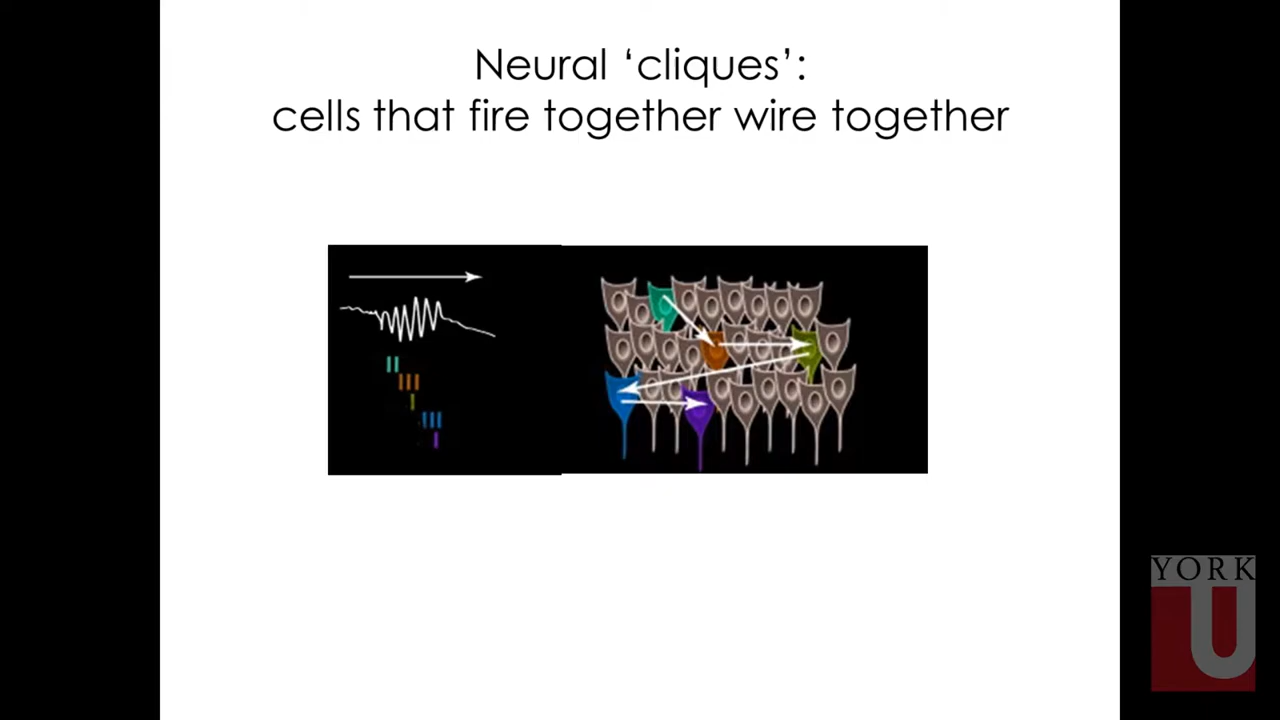 Neural ‘cliques’:
cells that fire together wire together
YORK
U